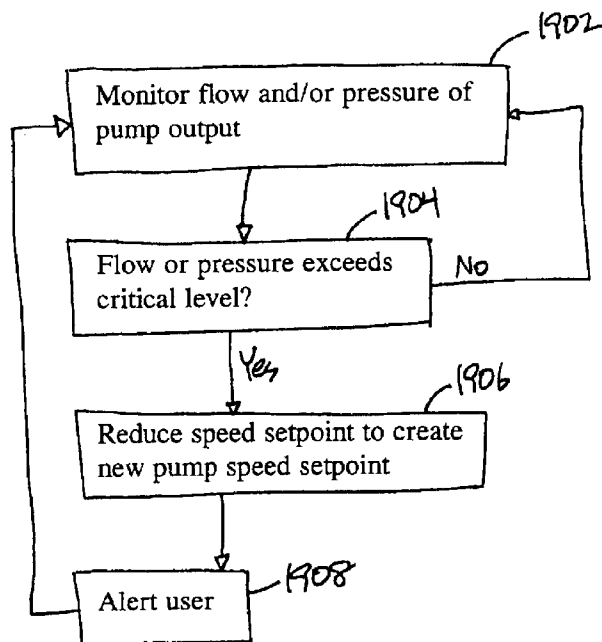 1902
Monitor flow and/or pressure of
pump output
1904
Flow or pressure exceeds
critical level?
No
Yes
1906
Reduce speed setpoint to create
new pump speed setpoint
1908
Alert user